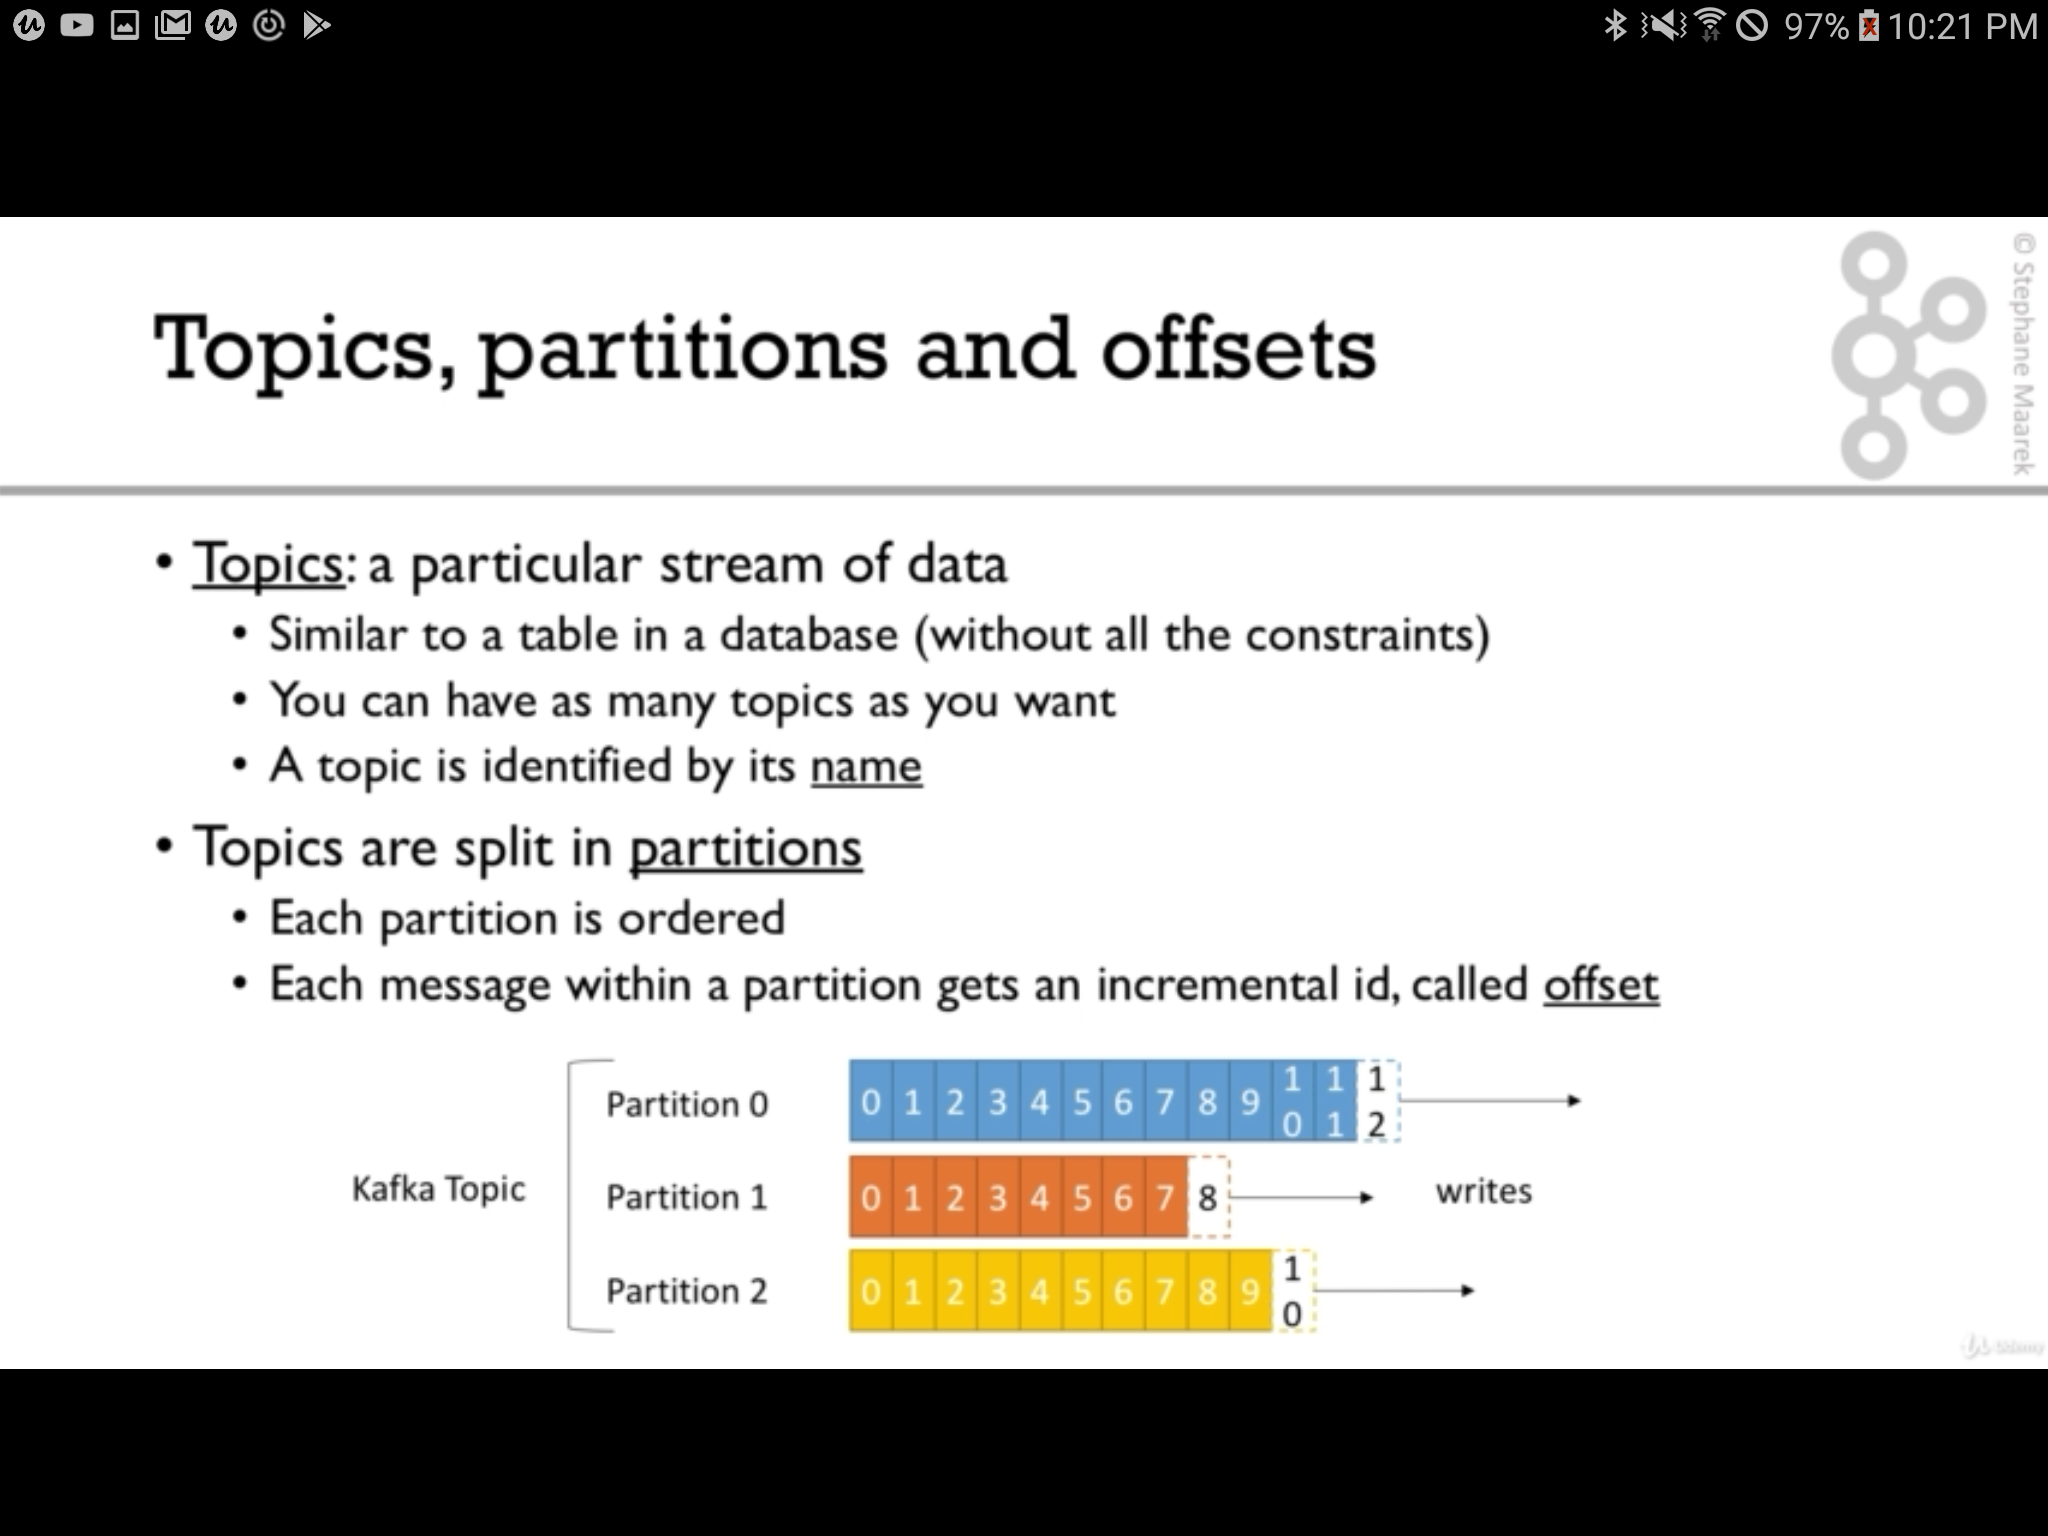 97% 10:21 PM
© Stephane Maarek
Topics, partitions and offsets
• Topics: a particular stream of data
• Similar to a table in a database (without all the constraints)
• You can have as many topics as you want
• A topic is identified by its name
• Topics are split in partitions
• Each partition is ordered
• Each message within a partition gets an incremental id, called offset
Kafka Topic
Partition 0
0 1 2 3 4 5 6 7 8 9 10 11 12
Partition 1
0 1 2 3 4 5 6 7 8
writes
Partition 2
0 1 2 3 4 5 6 7 8 9 10
Udemy